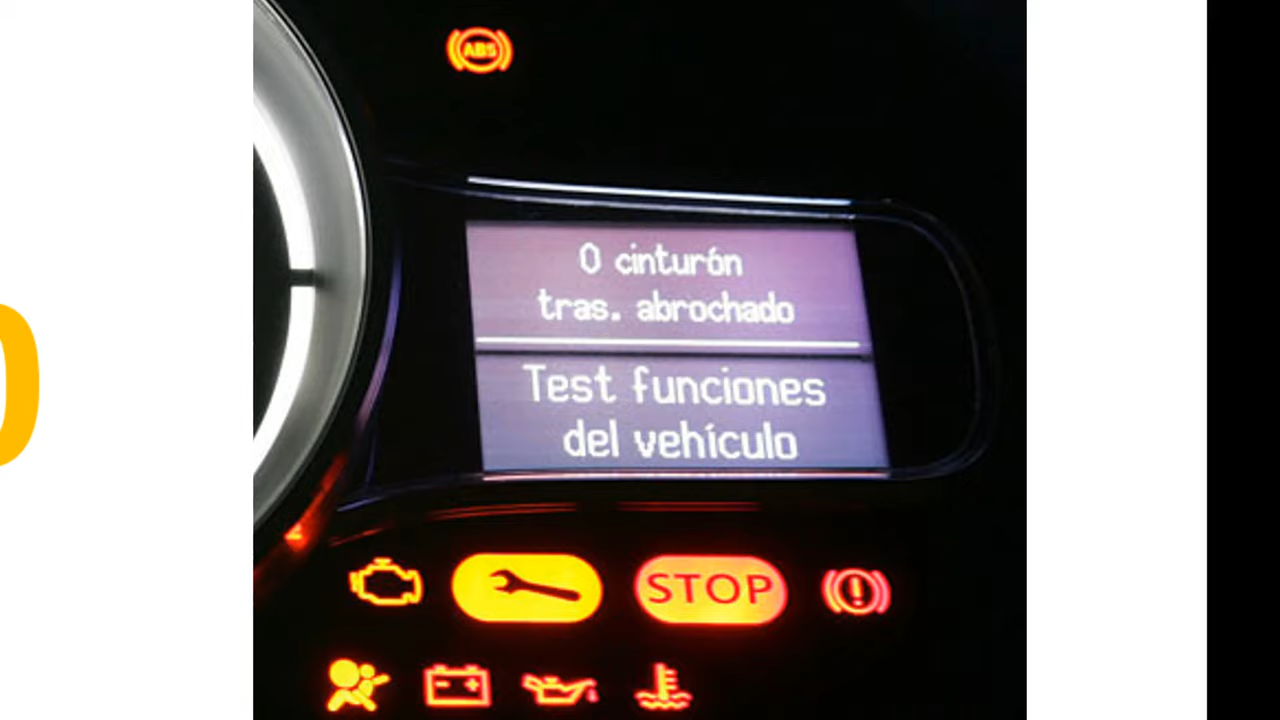 ABS
0 cinturón
tras. abrochado
Test funciones
del vehículo
STOP